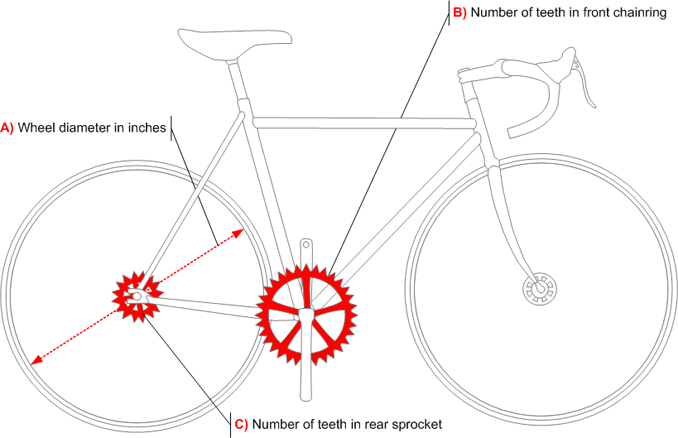 B) Number of teeth in front chainring
A) Wheel diameter in inches
C) Number of teeth in rear sprocket